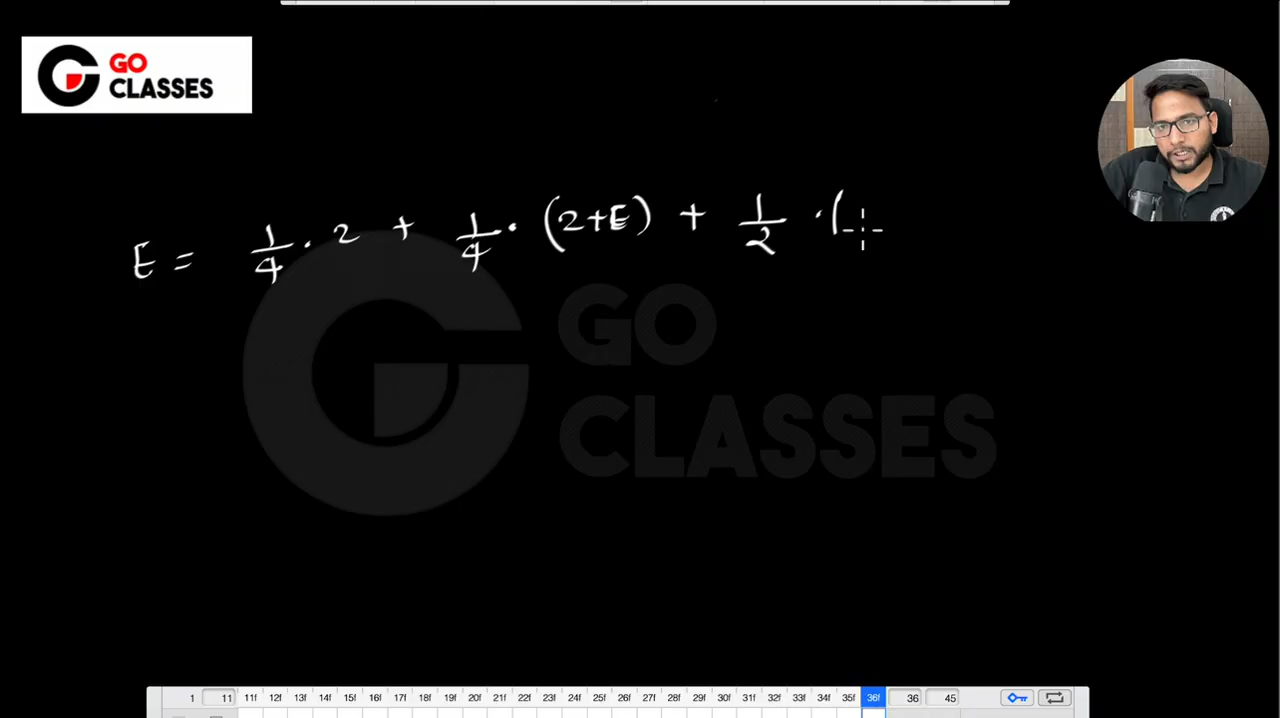 GO
CLASSES
E = 1/4 · 2 + 1/4 · (2+E) + 1/2 · (
GO
CLASSES
1 11 11f 12f 13f 14f 15f 16f 17f 18f 19f 20f 21f 22f 23f 24f 25f 26f 27f 28f 29f 30f 31f 32f 33f 34f 35f 36f 36 45